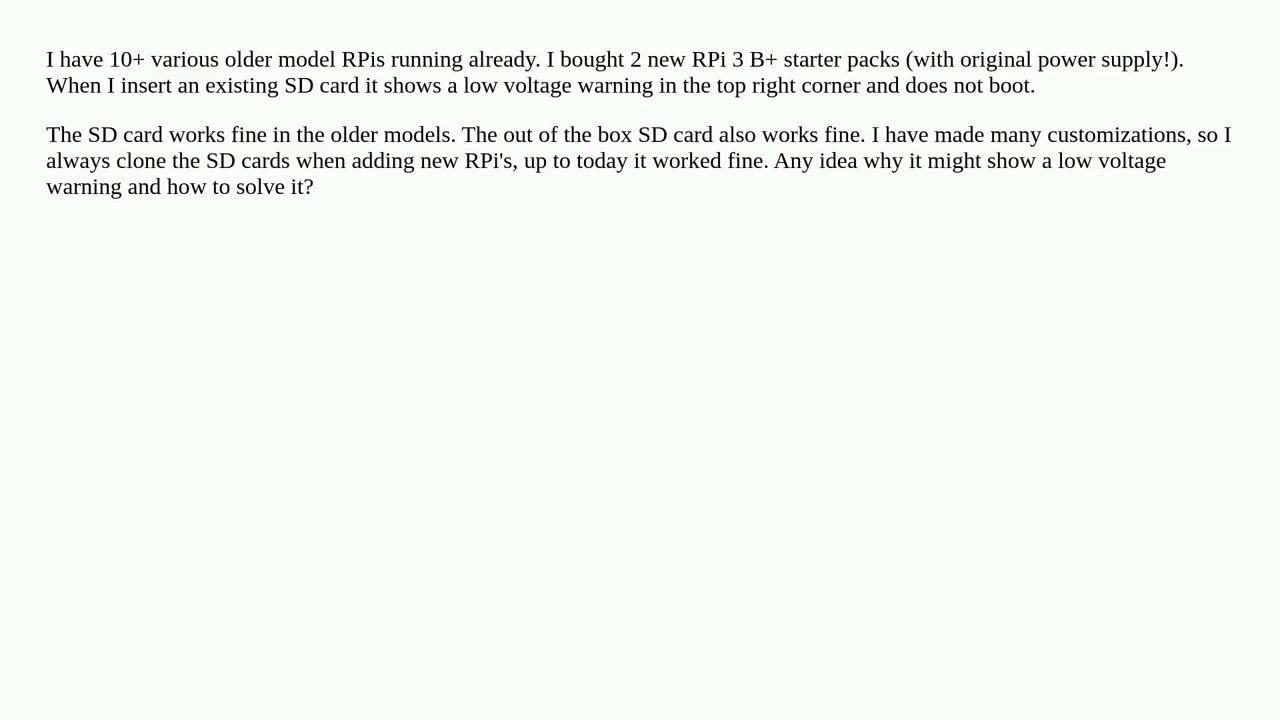 I have 10+ various older model RPis running already. I bought 2 new RPi 3 B+ starter packs (with original power supply!).
When I insert an existing SD card it shows a low voltage warning in the top right corner and does not boot.
The SD card works fine in the older models. The out of the box SD card also works fine. I have made many customizations, so I
always clone the SD cards when adding new RPi's, up to today it worked fine. Any idea why it might show a low voltage
warning and how to solve it?